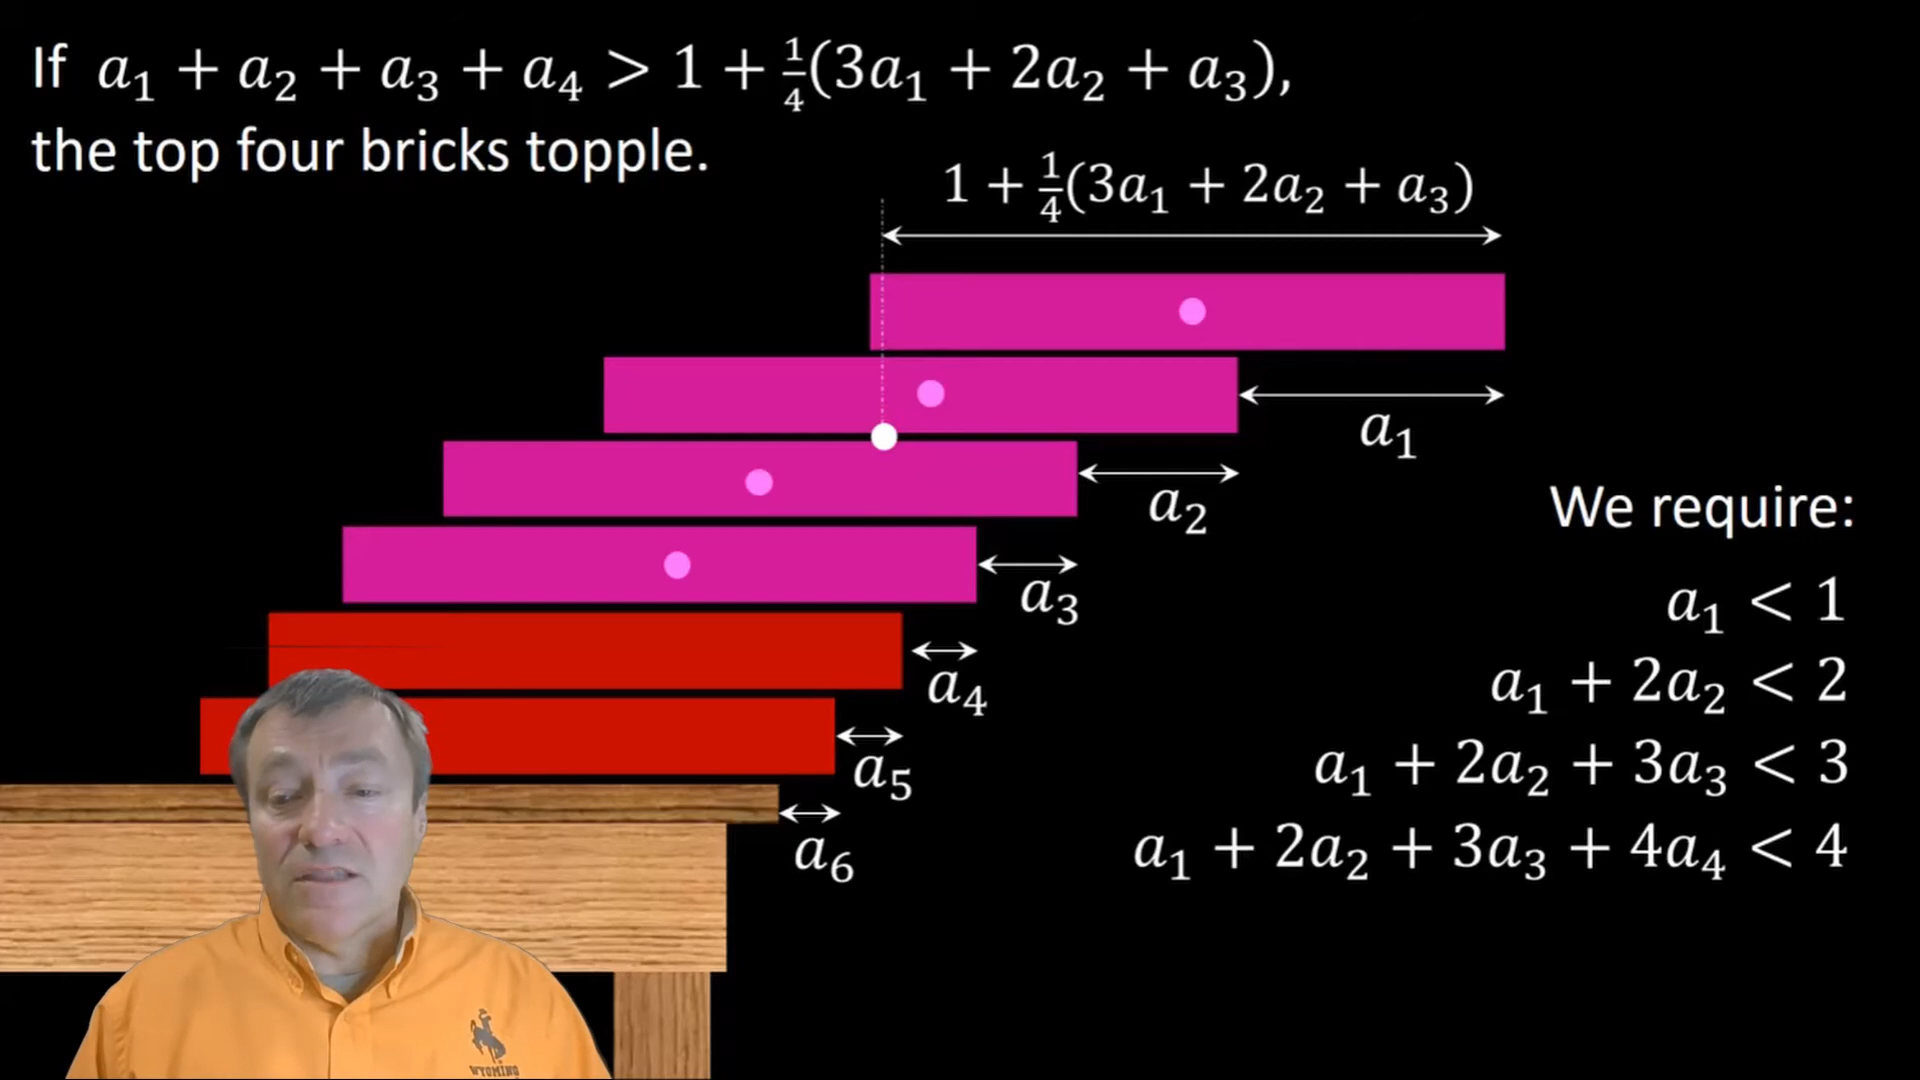 If a₁ + a₂ + a₃ + a₄ > 1 + ¼(3a₁ + 2a₂ + a₃),
the top four bricks topple.
1 + ¼(3a₁ + 2a₂ + a₃)
a₁
a₂
a₃
a₄
a₅
a₆
We require:
a₁ < 1
a₁ + 2a₂ < 2
a₁ + 2a₂ + 3a₃ < 3
a₁ + 2a₂ + 3a₃ + 4a₄ < 4
WYOMING